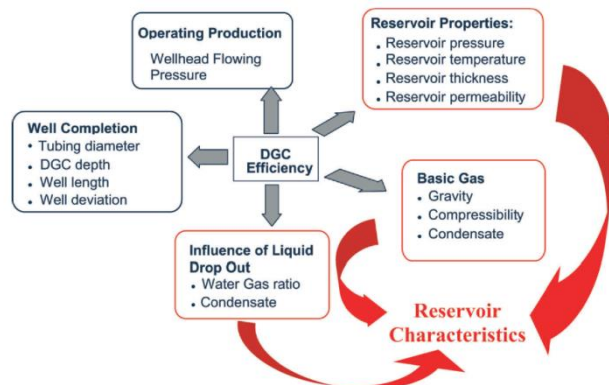 Operating Production
Wellhead Flowing
Pressure
Reservoir Properties:
• Reservoir pressure
• Reservoir temperature
• Reservoir thickness
• Reservoir permeability
Well Completion
• Tubing diameter
• DGC depth
• Well length
• Well deviation
DGC
Efficiency
Basic Gas
• Gravity
• Compressibility
• Condensate
Influence of Liquid
Drop Out
• Water Gas ratio
• Condensate
Reservoir
Characteristics